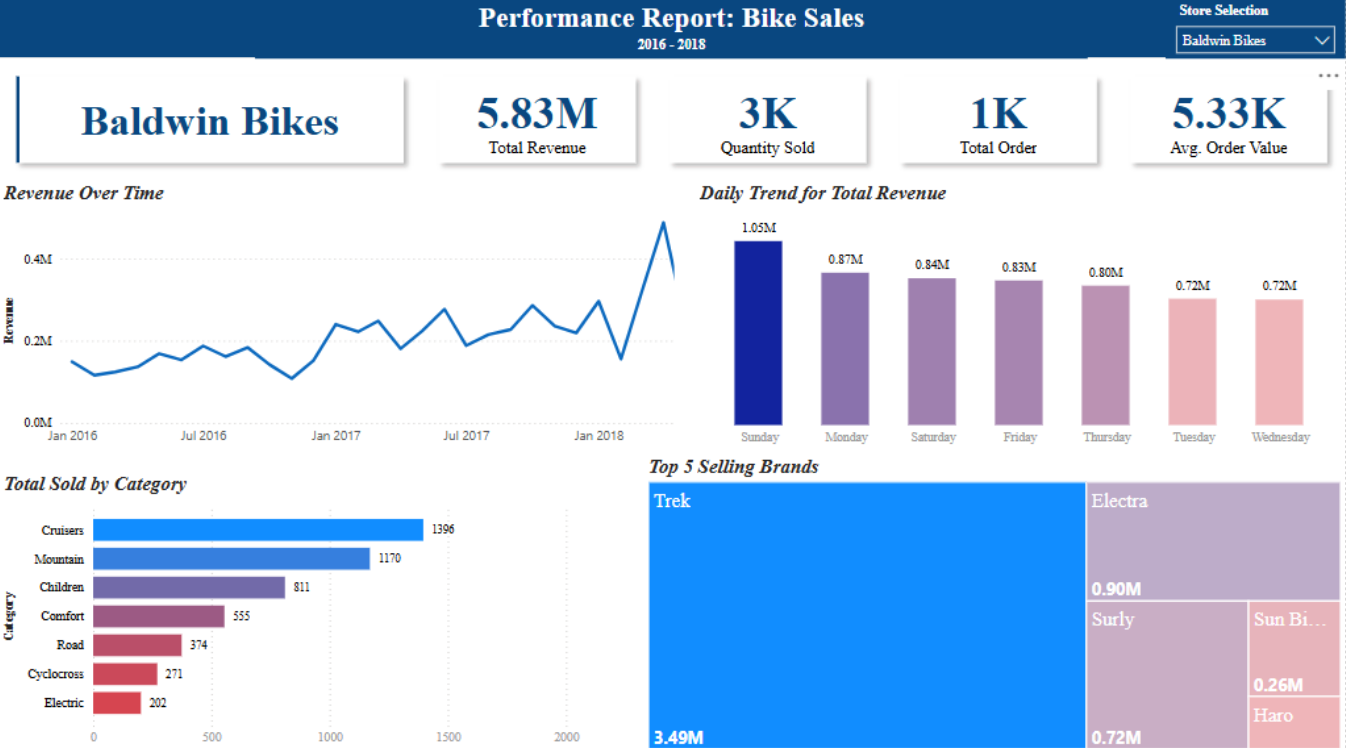 Performance Report: Bike Sales
2016 - 2018
Store Selection
Baldwin Bikes
Baldwin Bikes
5.83M
Total Revenue
3K
Quantity Sold
1K
Total Order
5.33K
Avg. Order Value
Revenue Over Time
Revenue
0.4M
0.2M
0.0M
Jan 2016
Jul 2016
Jan 2017
Jul 2017
Jan 2018
Daily Trend for Total Revenue
1.05M
0.87M
0.84M
0.83M
0.80M
0.72M
0.72M
Sunday
Monday
Saturday
Friday
Thursday
Tuesday
Wednesday
Total Sold by Category
Category
Cruisers 1396
Mountain 1170
Children 811
Comfort 555
Road 374
Cyclocross 271
Electric 202
0 500 1000 1500 2000
Top 5 Selling Brands
Trek
3.49M
Electra
0.90M
Surly
0.72M
Sun Bi...
0.26M
Haro